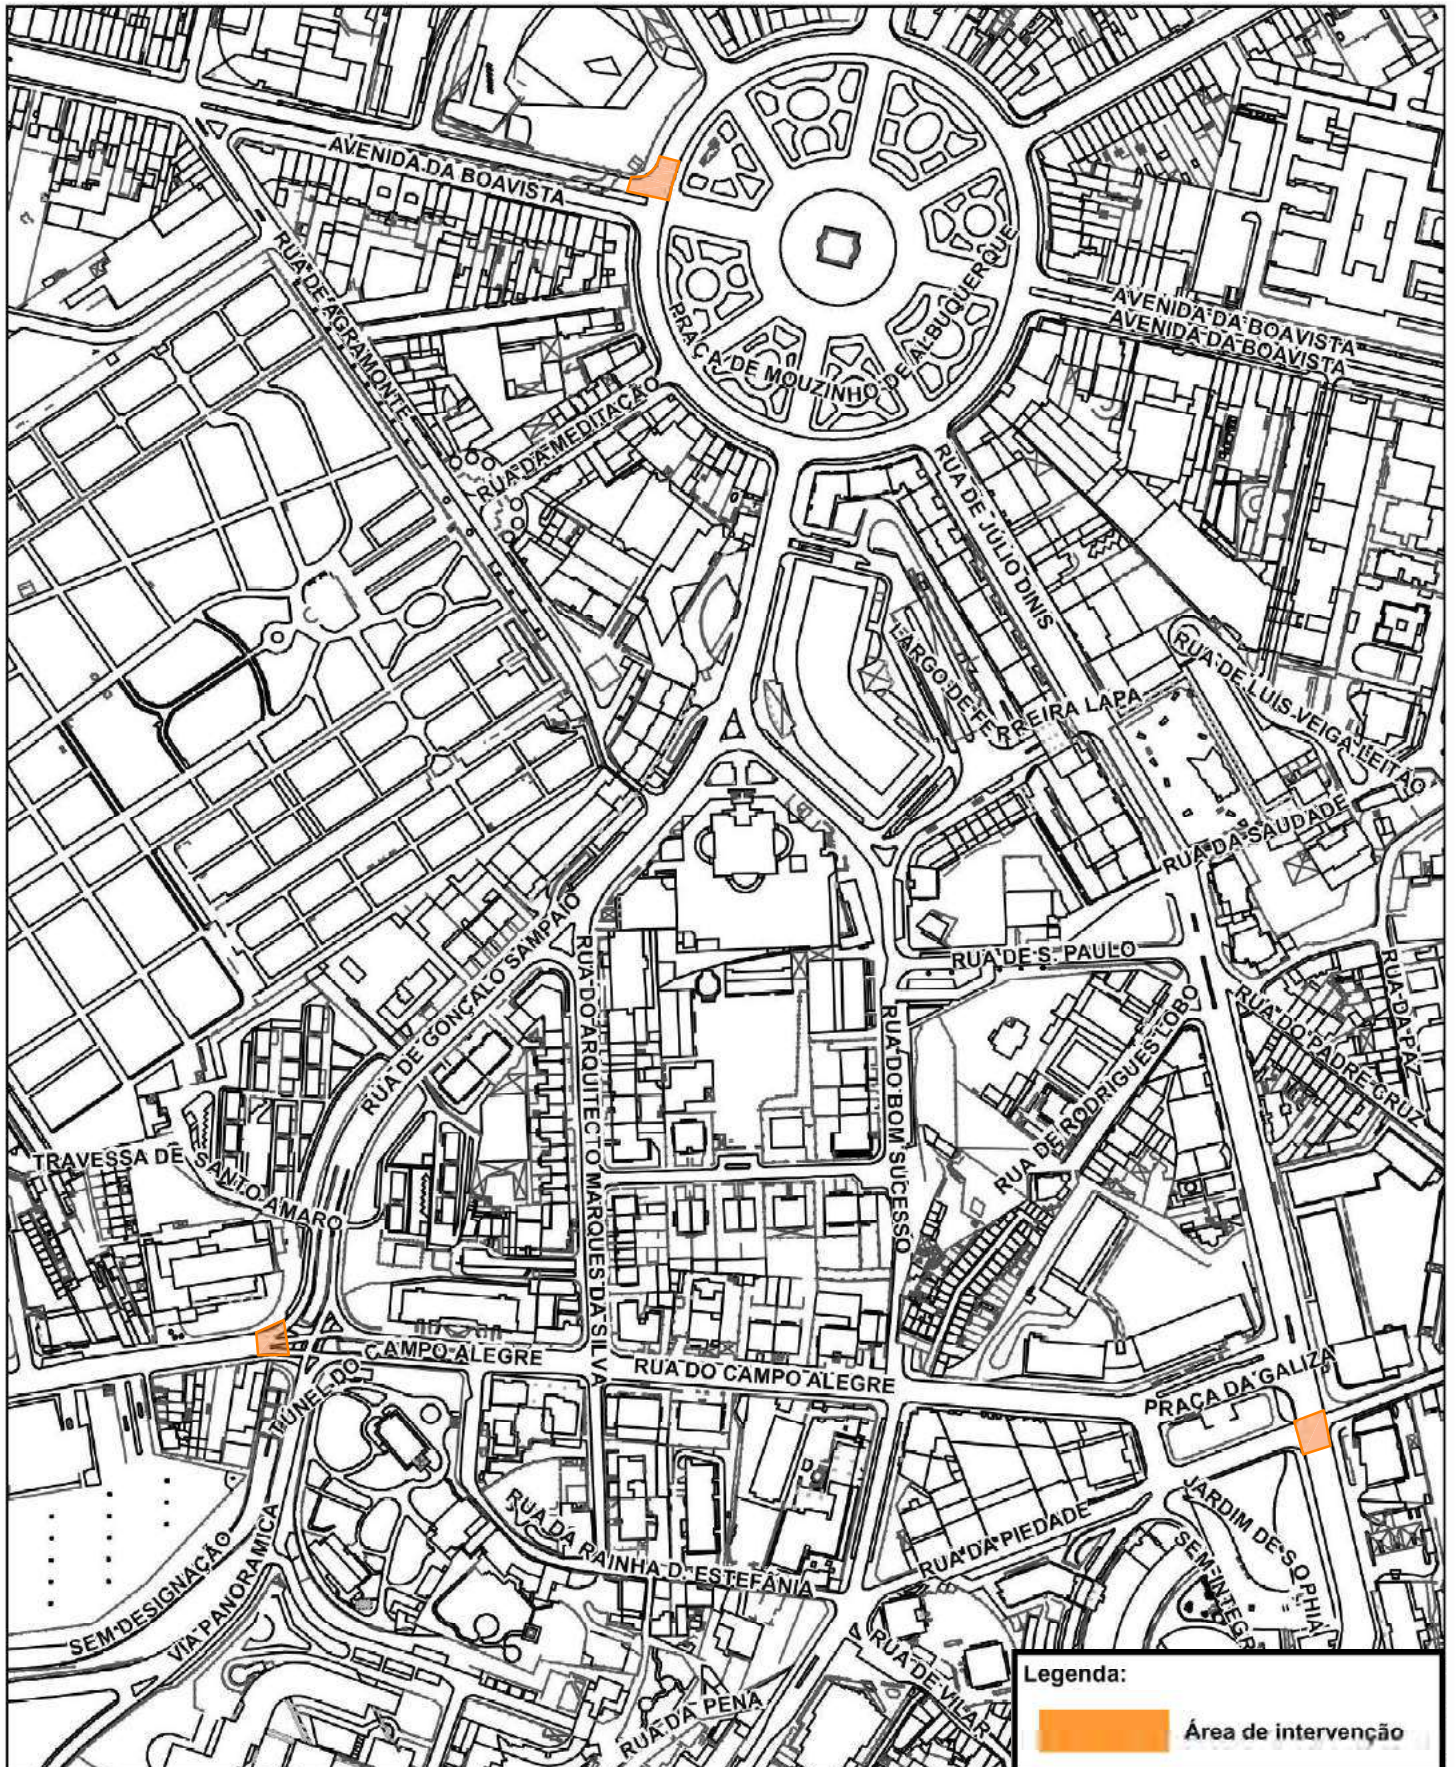 AVENIDA DA BOAVISTA
RUA DE AGRAMONTE
PRAÇA DE MOUZINHO DE ALBUQUERQUE
AVENIDA DA BOAVISTA
AVENIDA DA BOAVISTA
RUA DA MEDITAÇÃO
RUA DE JÚLIO DINIS
LARGO DE FERREIRA LAPA
RUA DE LUÍS VEIGA LEITÃO
RUA DA SAUDADE
RUA DE GONÇALO SAMPAIO
RUA DO ARQUITECTO MARQUES DA SILVA
RUA DE S. PAULO
RUA DO BOM SUCESSO
RUA DE RODRIGUES LOBO
RUA DO PADRE CRUZ
RUA DA PAZ
TRAVESSA DE SANTO AMARO
TÚNEL DO CAMPO ALEGRE
RUA DO CAMPO ALEGRE
PRAÇA DA GALIZA
RUA DA RAINHA D. ESTEFÂNIA
RUA DA PIEDADE
JARDIM DE SOPHIA
SEM INTEGR
SEM DESIGNAÇÃO
VIA PANORAMICA
RUA DA PENA
RUA DE VILAR
Legenda:
Área de intervenção